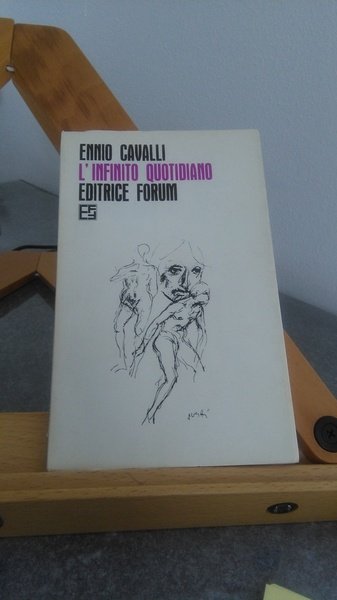 ENNIO CAVALLI
L'INFINITO QUOTIDIANO
EDITRICE FORUM